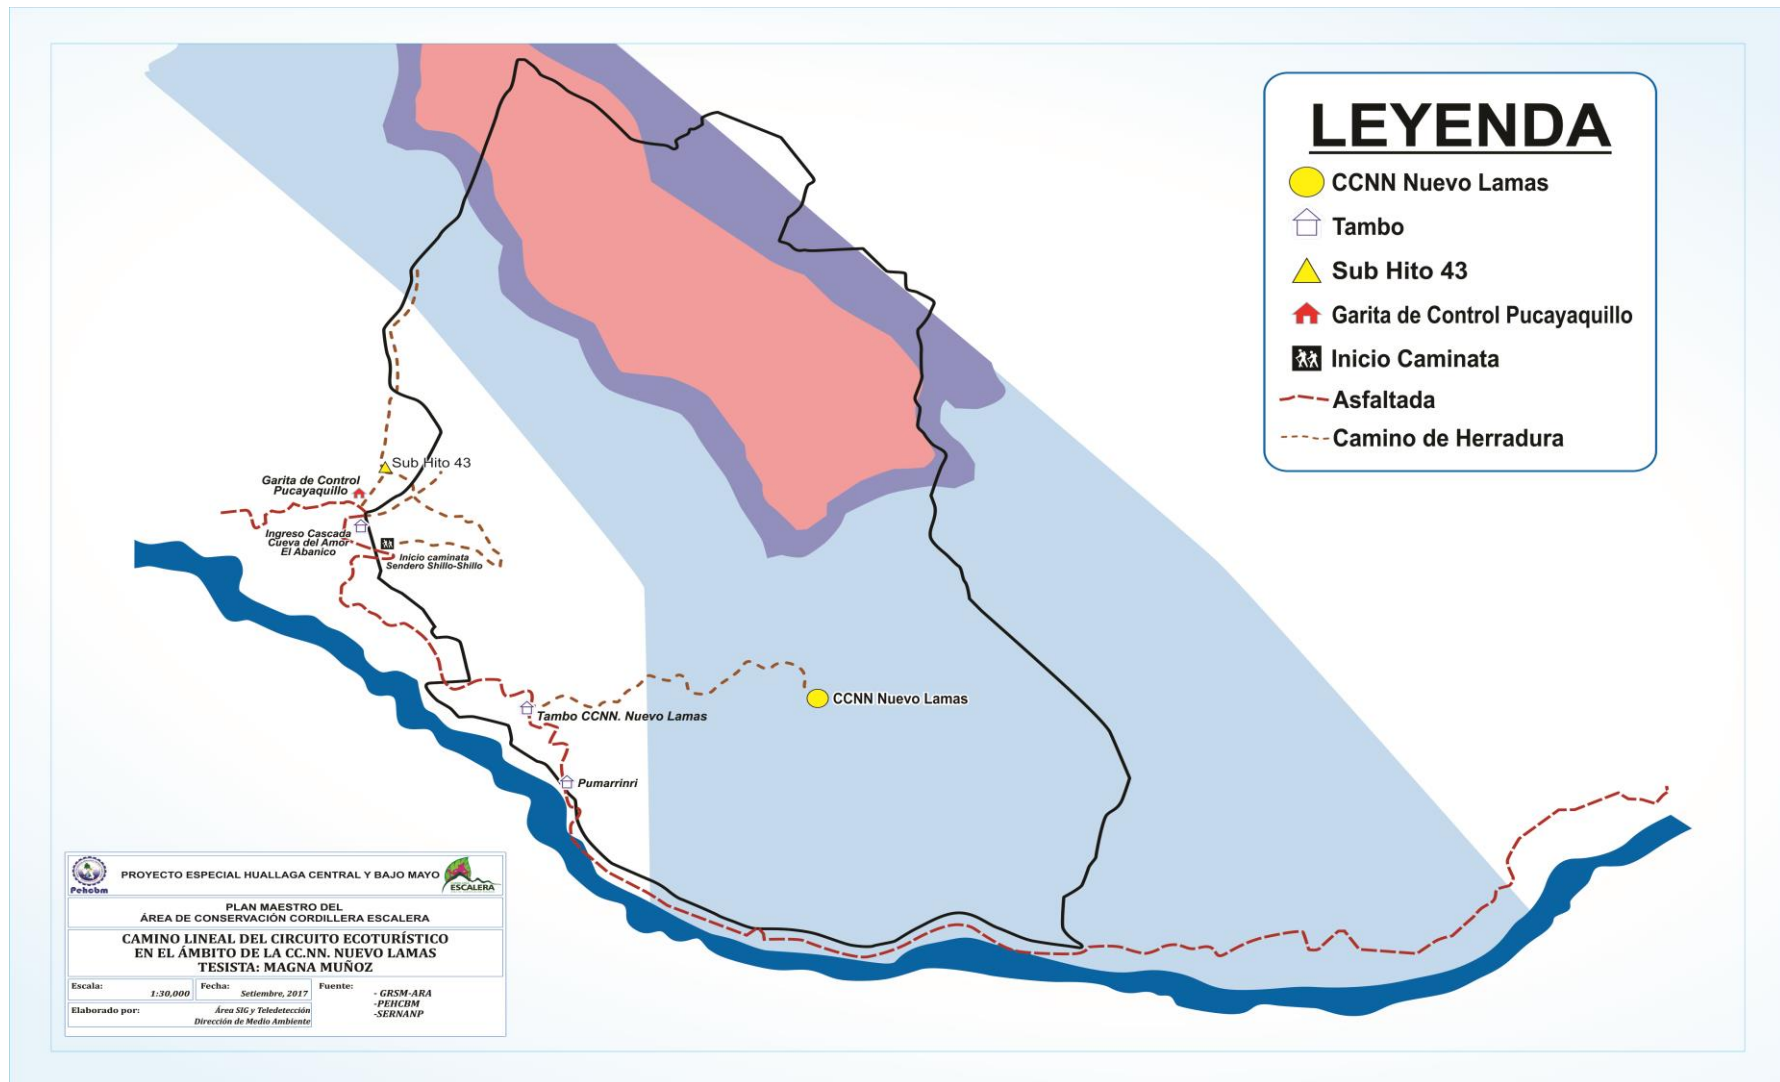 LEYENDA
CCNN Nuevo Lamas
Tambo
Sub Hito 43
Garita de Control Pucayaquillo
Inicio Caminata
Asfaltada
Camino de Herradura
Sub Hito 43
Garita de Control
Pucayaquillo
Ingreso Cascada
Cueva del Amor
El Abanico
Inicio caminata
Sendero Shillo-Shillo
CCNN Nuevo Lamas
Tambo CCNN. Nuevo Lamas
Pumarrinri
Pehcbm
PROYECTO ESPECIAL HUALLAGA CENTRAL Y BAJO MAYO
ESCALERA
PLAN MAESTRO DEL
ÁREA DE CONSERVACIÓN CORDILLERA ESCALERA
CAMINO LINEAL DEL CIRCUITO ECOTURÍSTICO
EN EL ÁMBITO DE LA CC.NN. NUEVO LAMAS
TESISTA: MAGNA MUÑOZ
Escala: 1:30,000
Fecha: Setiembre, 2017
Fuente:
- GRSM-ARA
-PEHCBM
-SERNANP
Elaborado por: Área SIG y Teledetección
Dirección de Medio Ambiente